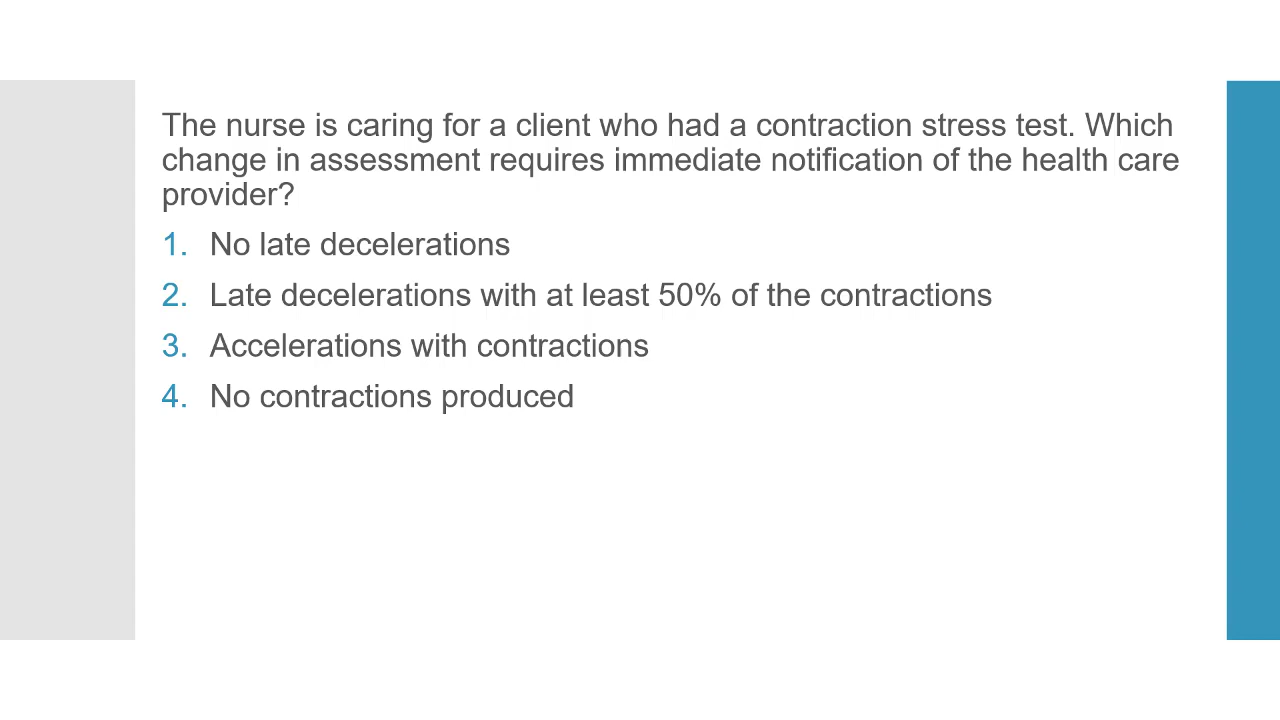 The nurse is caring for a client who had a contraction stress test. Which
change in assessment requires immediate notification of the health care
provider?
1. No late decelerations
2. Late decelerations with at least 50% of the contractions
3. Accelerations with contractions
4. No contractions produced